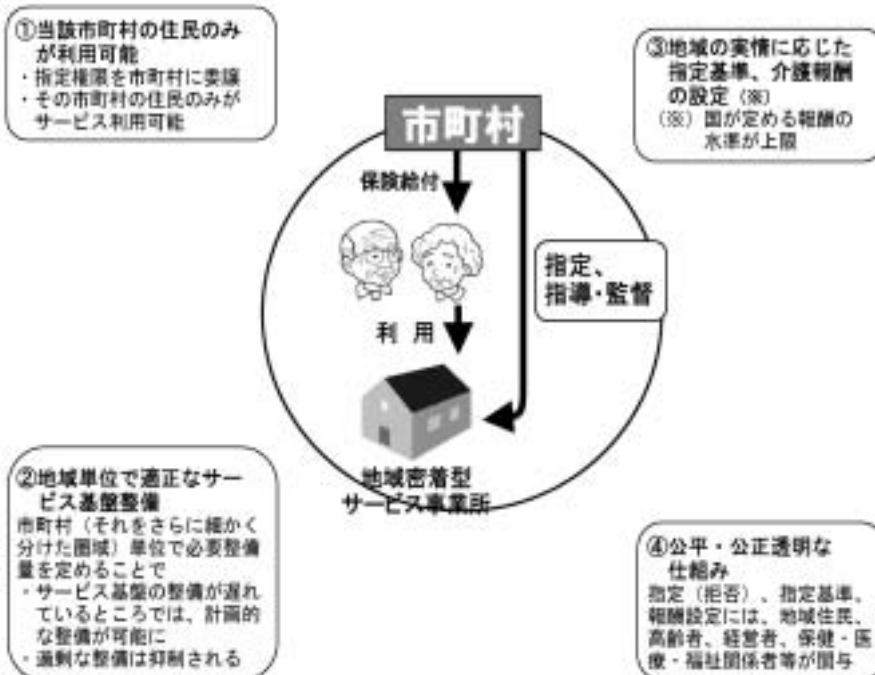 ①当該市町村の住民のみ
が利用可能
・指定権限を市町村に委譲
・その市町村の住民のみが
サービス利用可能
③地域の実情に応じた
指定基準、介護報酬
の設定（※）
（※）国が定める報酬の
水準が上限
市町村
保険給付
指定、
指導・監督
利 用
地域密着型
サービス事業所
②地域単位で適正なサー
ビス基盤整備
市町村（それをさらに細かく
分けた圏域）単位で必要整備
量を定めることで
・サービス基盤の整備が遅れ
ているところでは、計画的
な整備が可能に
・過剰な整備は抑制される
④公平・公正透明な
仕組み
指定（拒否）、指定基準、
報酬設定には、地域住民、
高齢者、経営者、保健・医
療・福祉関係者等が関与